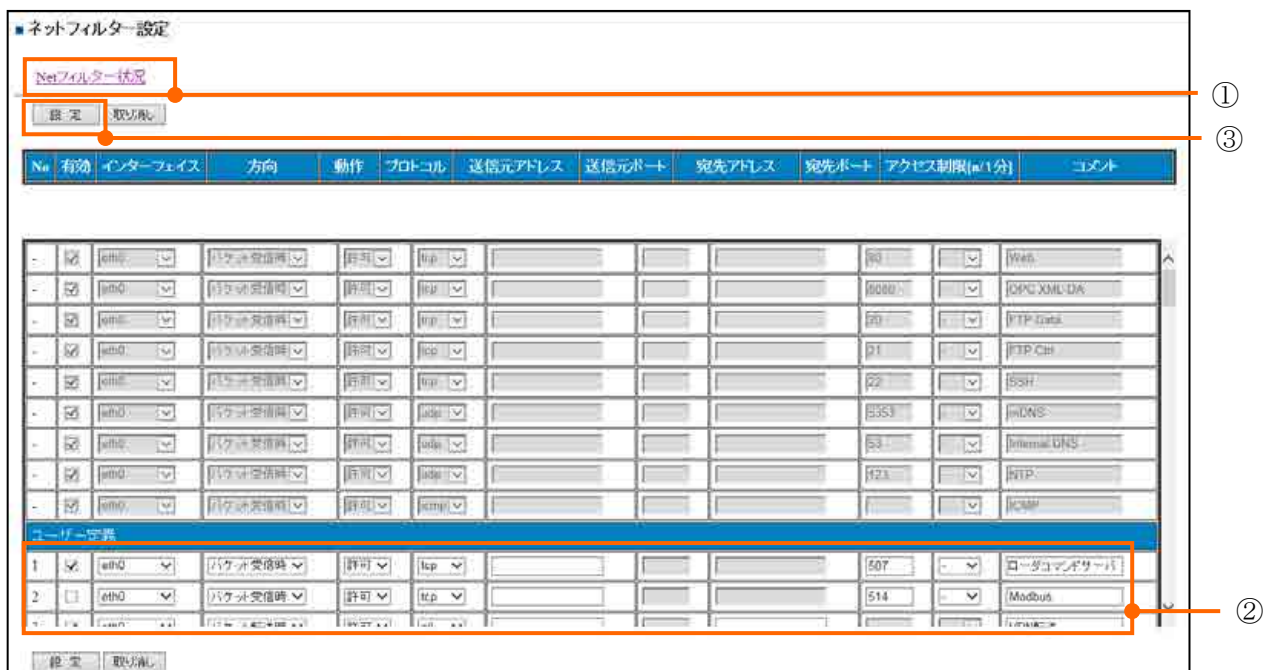 ■ネットフィルター設定
Netフィルター状況
①
設 定 取り消し
③
No 有効 インターフェイス 方向 動作 プロトコル 送信元アドレス 送信元ポート 宛先アドレス 宛先ポート アクセス制限[n/1分] コメント
- eth0 パケット受信時 許可 tcp 80 - Web
- eth0 パケット受信時 許可 tcp 8080 - OPC XML-DA
- eth0 パケット受信時 許可 tcp 20 - FTP Data
- eth0 パケット受信時 許可 tcp 21 - FTP Ctrl
- eth0 パケット受信時 許可 tcp 22 - SSH
- eth0 パケット受信時 許可 udp 5353 - mDNS
- eth0 パケット受信時 許可 udp 53 - Internal DNS
- eth0 パケット受信時 許可 udp 123 - NTP
- eth0 パケット受信時 許可 icmp - ICMP
ユーザー定義
1 eth0 パケット受信時 許可 tcp 507 - ローダコマンドサーバ
2 eth0 パケット受信時 許可 tcp 514 - Modbus
②
設 定 取り消し